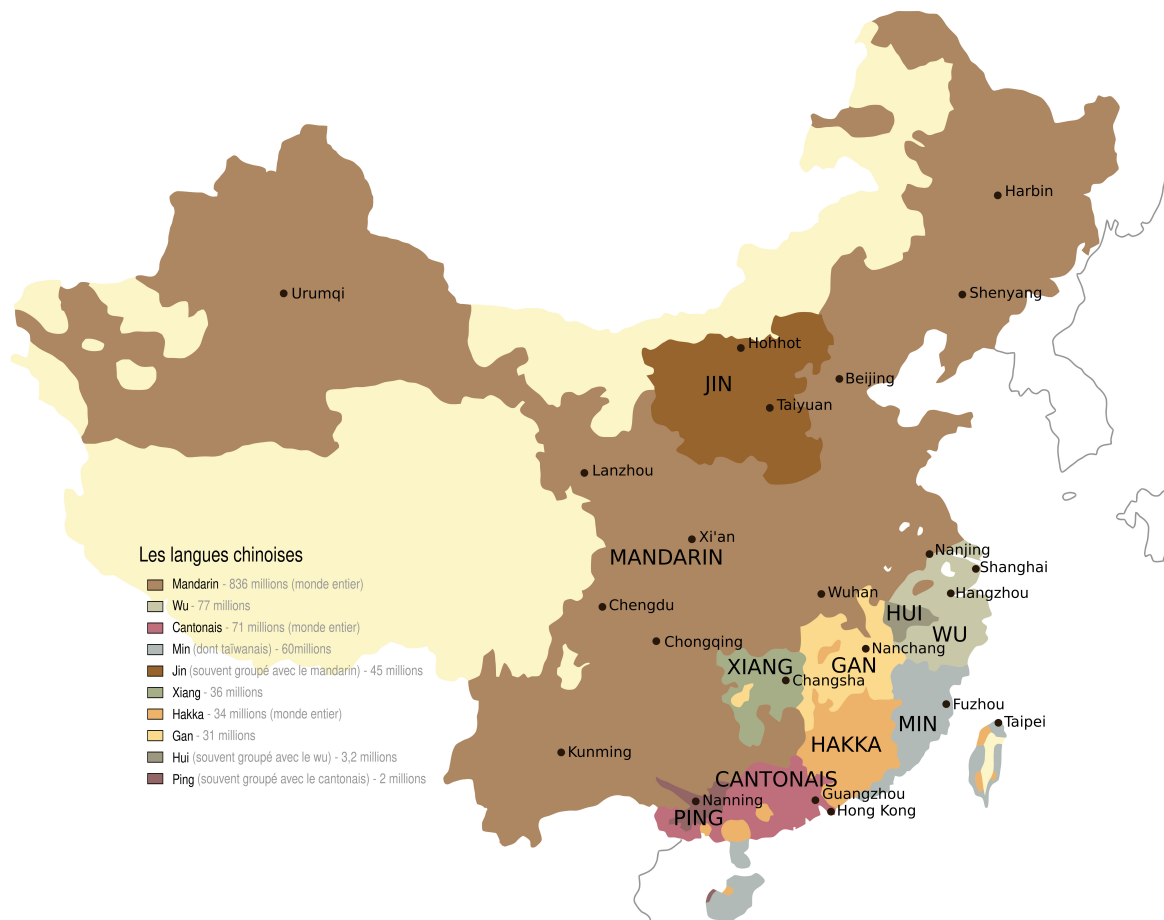 Harbin
Urumqi
Shenyang
Hohhot
Beijing
JIN
Taiyuan
Lanzhou
Xi'an
MANDARIN
Nanjing
Shanghai
Hangzhou
Wuhan
Chengdu
HUI
WU
Chongqing
Nanchang
XIANG
GAN
Changsha
Fuzhou
MIN
Taipei
HAKKA
Kunming
CANTONAIS
Guangzhou
Nanning
Hong Kong
PING
Les langues chinoises
Mandarin - 836 millions (monde entier)
Wu - 77 millions
Cantonais - 71 millions (monde entier)
Min (dont taïwanais) - 60millions
Jin (souvent groupé avec le mandarin) - 45 millions
Xiang - 36 millions
Hakka - 34 millions (monde entier)
Gan - 31 millions
Hui (souvent groupé avec le wu) - 3,2 millions
Ping (souvent groupé avec le cantonais) - 2 millions